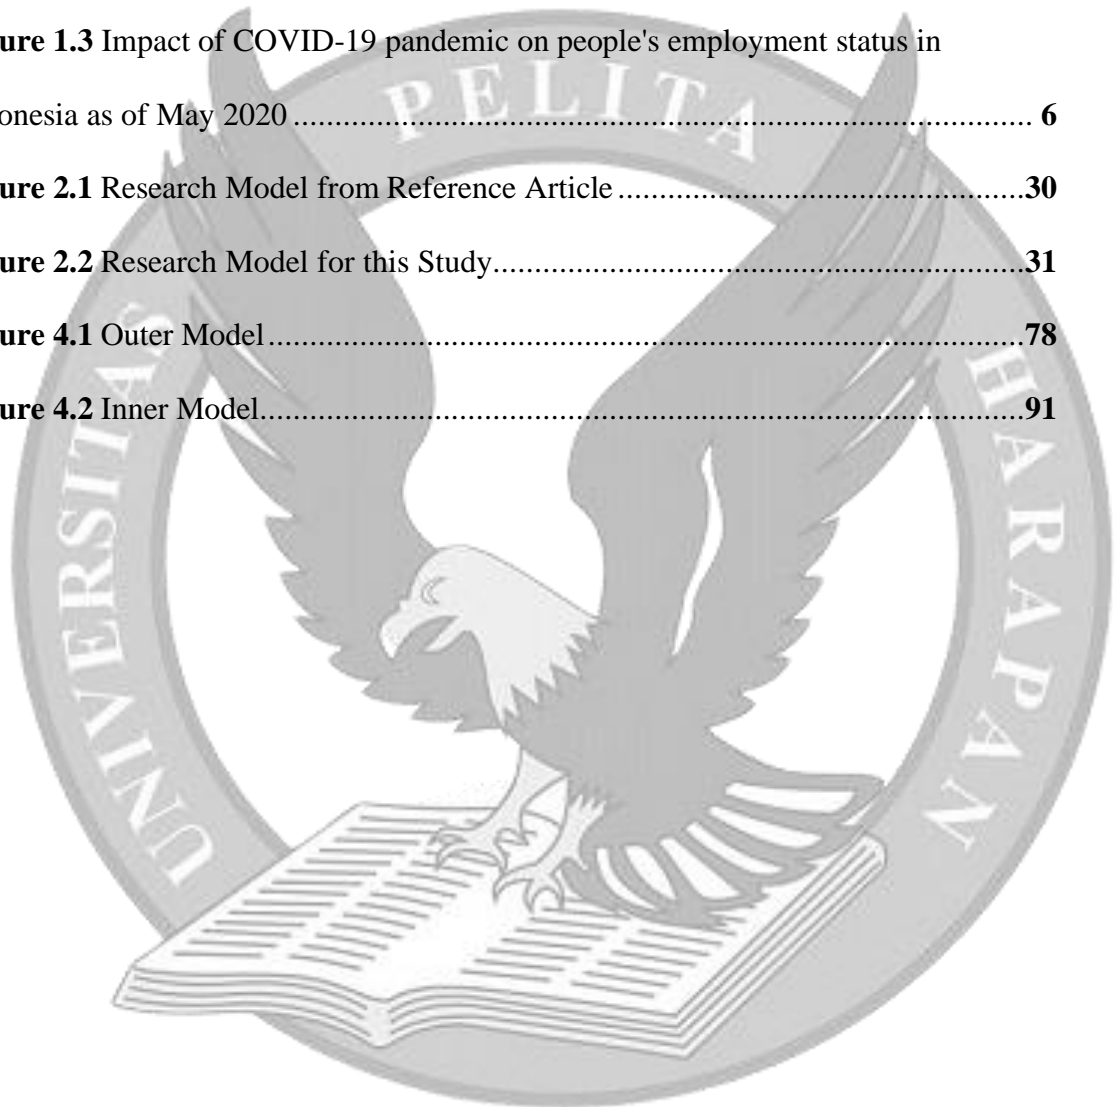 ure 1.3 Impact of COVID-19 pandemic on people's employment status in
onesia as of May 2020 ........................................................................................ 6
ure 2.1 Research Model from Reference Article ................................................30
ure 2.2 Research Model for this Study................................................................31
ure 4.1 Outer Model............................................................................................78
ure 4.2 Inner Model.............................................................................................91
UNIVERSITAS PELITA HARAPAN